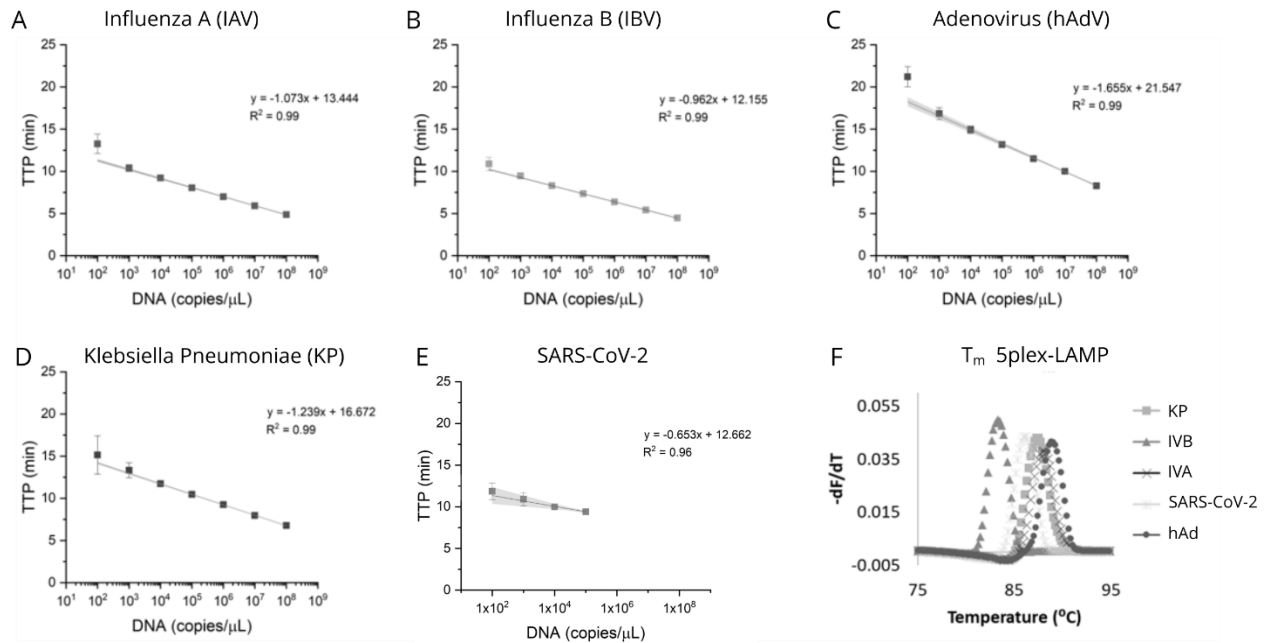 A
Influenza A (IAV)
25
20
15
10
5
0
TTP (min)
y = -1.073x + 13.444
R² = 0.99
10¹ 10² 10³ 10⁴ 10⁵ 10⁶ 10⁷ 10⁸ 10⁹
DNA (copies/μL)
B
Influenza B (IBV)
25
20
15
10
5
0
TTP (min)
y = -0.962x + 12.155
R² = 0.99
10¹ 10² 10³ 10⁴ 10⁵ 10⁶ 10⁷ 10⁸ 10⁹
DNA (copies/μL)
C
Adenovirus (hAdV)
25
20
15
10
5
0
TTP (min)
y = -1.655x + 21.547
R² = 0.99
10¹ 10² 10³ 10⁴ 10⁵ 10⁶ 10⁷ 10⁸ 10⁹
DNA (copies/μL)
D
Klebsiella Pneumoniae (KP)
25
20
15
10
5
0
TTP (min)
y = -1.239x + 16.672
R² = 0.99
10¹ 10² 10³ 10⁴ 10⁵ 10⁶ 10⁷ 10⁸ 10⁹
DNA (copies/μL)
E
SARS-CoV-2
25
20
15
10
5
0
TTP (min)
y = -0.653x + 12.662
R² = 0.96
1x10² 1x10⁴ 1x10⁶ 1x10⁸
DNA (copies/μL)
F
Tₘ 5plex-LAMP
0.055
0.035
0.015
-0.005
-dF/dT
75 85 95
Temperature (°C)
KP
IVB
IVA
SARS-CoV-2
hAd